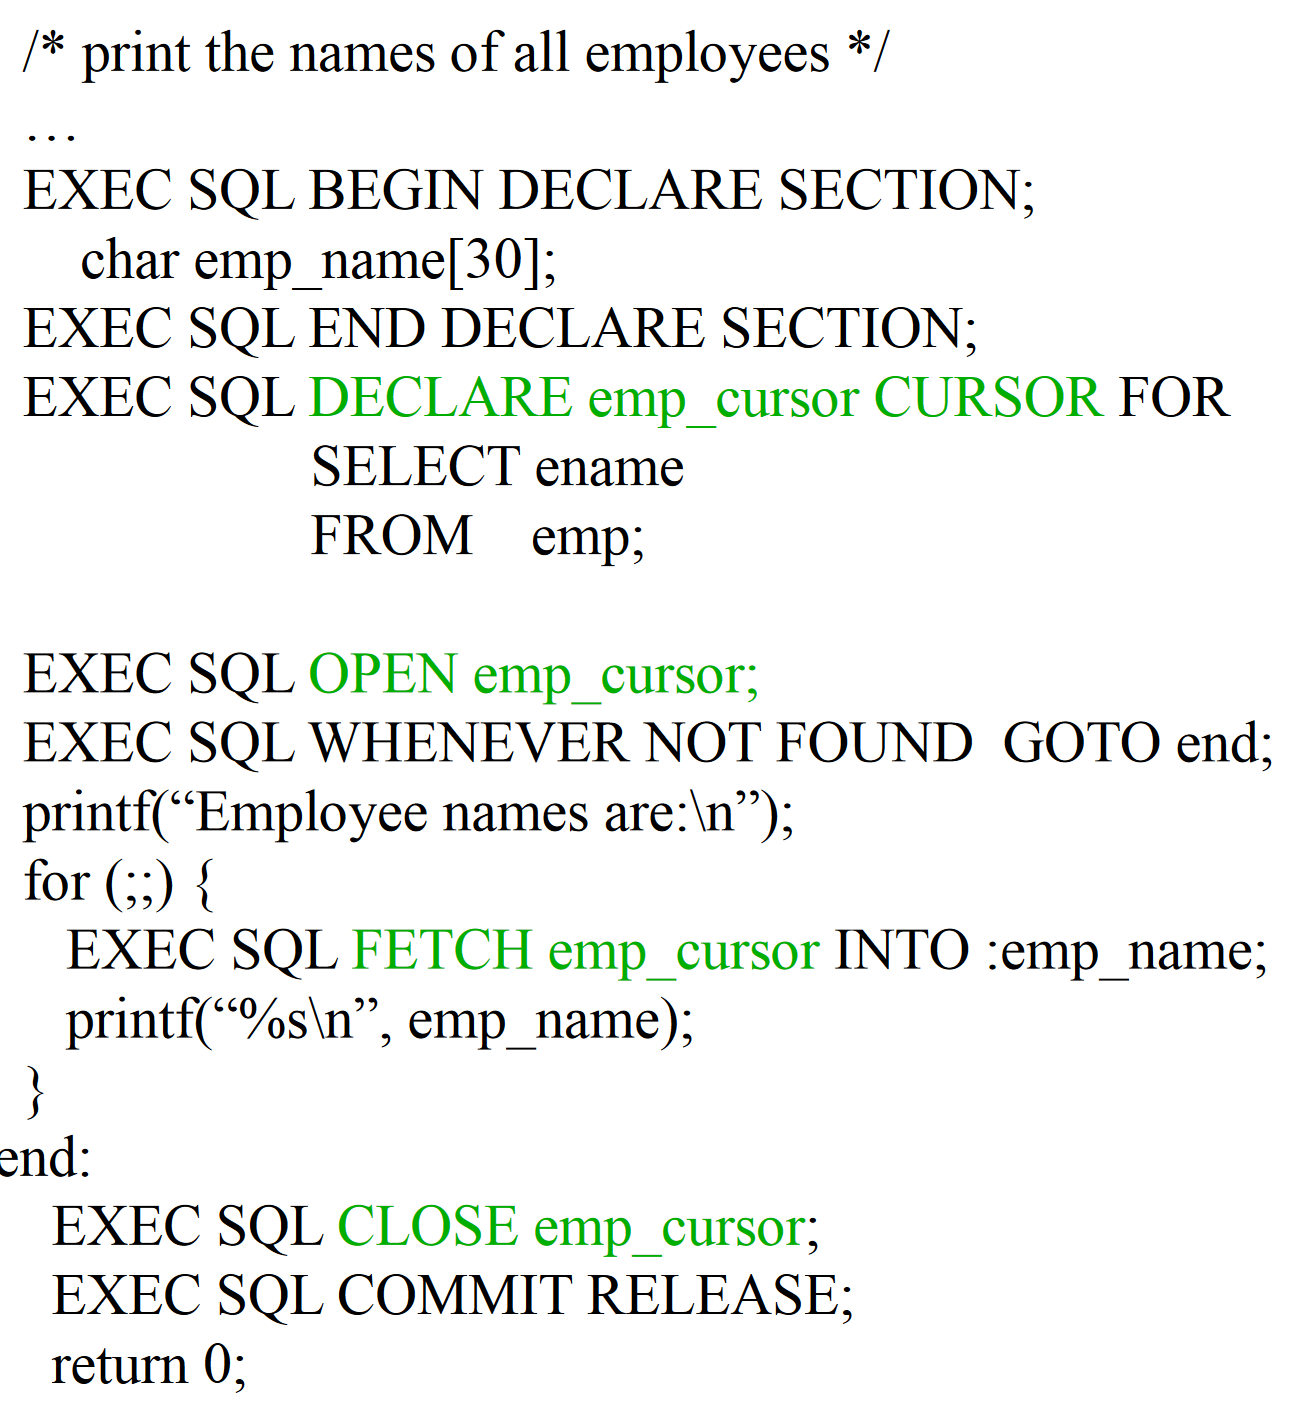 /* print the names of all employees */
…
EXEC SQL BEGIN DECLARE SECTION;
char emp_name[30];
EXEC SQL END DECLARE SECTION;
EXEC SQL DECLARE emp_cursor CURSOR FOR
SELECT ename
FROM emp;
EXEC SQL OPEN emp_cursor;
EXEC SQL WHENEVER NOT FOUND GOTO end;
printf(“Employee names are:\n”);
for (;;) {
EXEC SQL FETCH emp_cursor INTO :emp_name;
printf(“%s\n”, emp_name);
}
end:
EXEC SQL CLOSE emp_cursor;
EXEC SQL COMMIT RELEASE;
return 0;